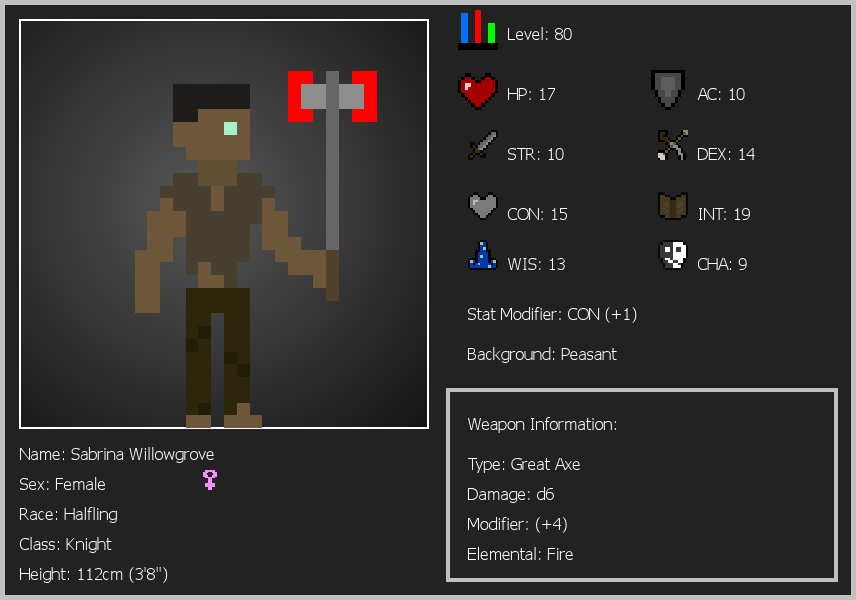 Level: 80
HP: 17
AC: 10
STR: 10
DEX: 14
CON: 15
INT: 19
WIS: 13
CHA: 9
Stat Modifier: CON (+1)
Background: Peasant
Weapon Information:
Type: Great Axe
Damage: d6
Modifier: (+4)
Elemental: Fire
Name: Sabrina Willowgrove
Sex: Female
Race: Halfling
Class: Knight
Height: 112cm (3'8")